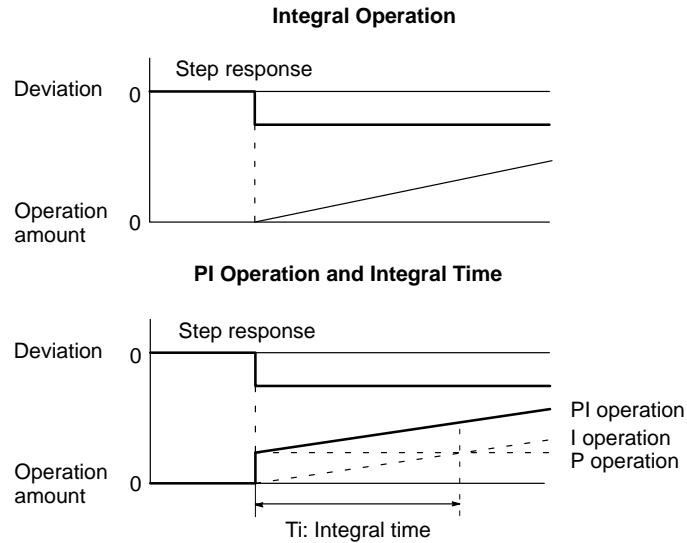 Integral Operation
Step response
Deviation
0
Operation
amount
0
PI Operation and Integral Time
Step response
Deviation
0
PI operation
I operation
P operation
Operation
amount
0
Ti: Integral time